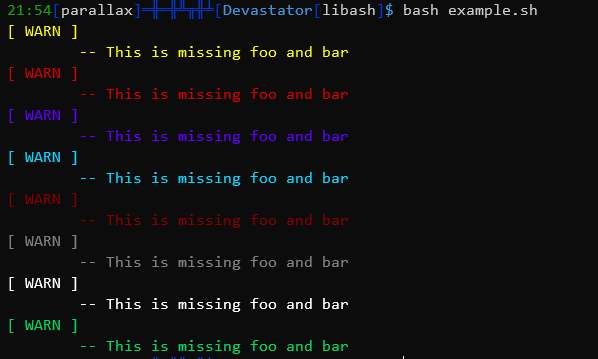 21:54[parallax]═╬═╬╩╦╬╩[Devastator[libash]$ bash example.sh
[ WARN ]
-- This is missing foo and bar
[ WARN ]
-- This is missing foo and bar
[ WARN ]
-- This is missing foo and bar
[ WARN ]
-- This is missing foo and bar
[ WARN ]
-- This is missing foo and bar
[ WARN ]
-- This is missing foo and bar
[ WARN ]
-- This is missing foo and bar
[ WARN ]
-- This is missing foo and bar